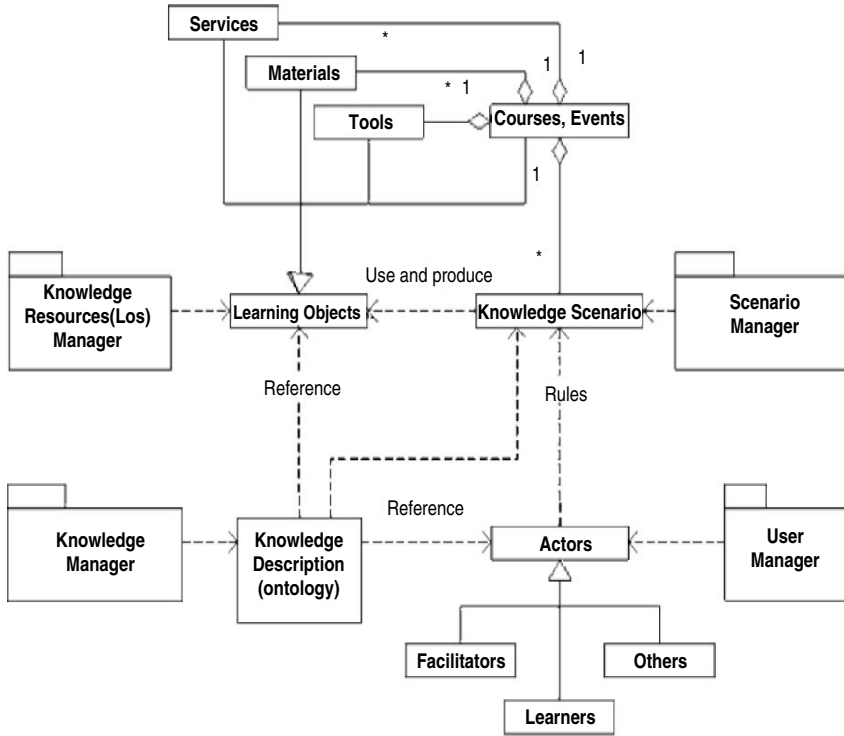 Services
*
1
1
Materials
* 1
Tools
Courses, Events
1
*
Use and produce
Knowledge
Resources(Los)
Manager
Learning Objects
Knowledge Scenario
Scenario
Manager
Reference
Rules
Knowledge
Manager
Knowledge
Description
(ontology)
Reference
Actors
User
Manager
Facilitators
Others
Learners